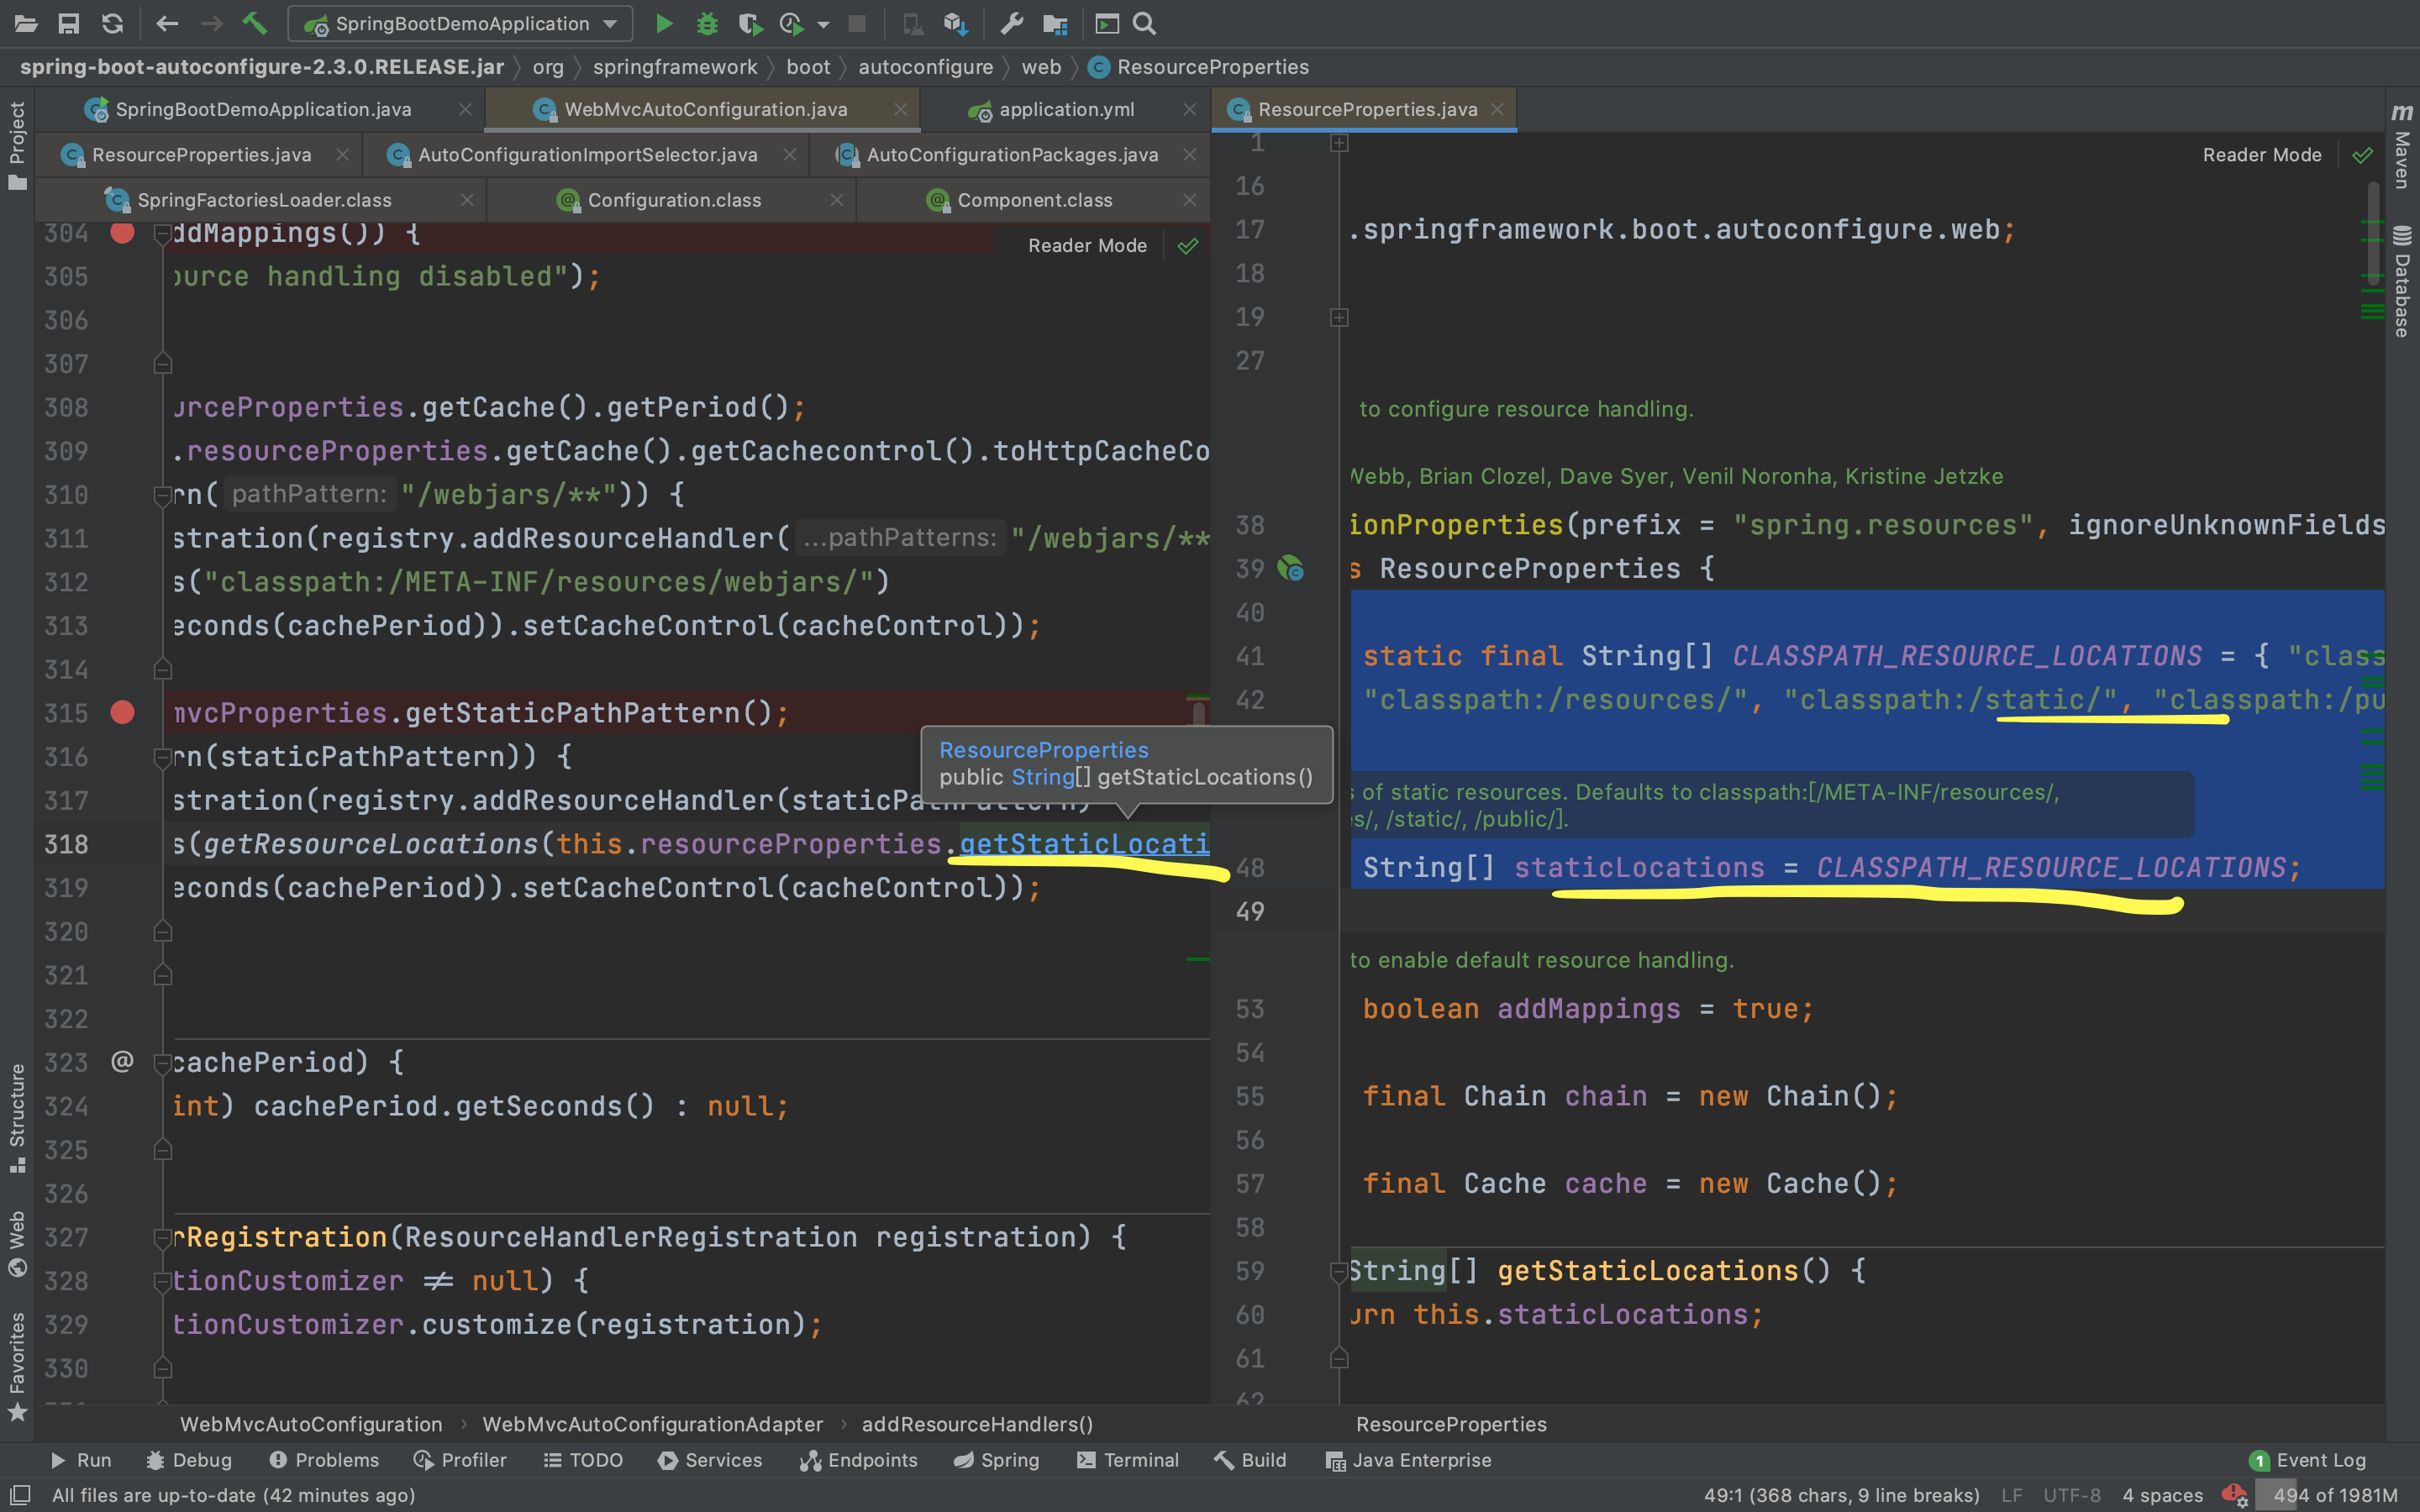 SpringBootDemoApplication
spring-boot-autoconfigure-2.3.0.RELEASE.jar org springframework boot autoconfigure web ResourceProperties
SpringBootDemoApplication.java WebMvcAutoConfiguration.java application.yml
ResourceProperties.java AutoConfigurationImportSelector.java AutoConfigurationPackages.java
SpringFactoriesLoader.class Configuration.class Component.class
Project
Structure
Web
Favorites
Reader Mode
304 ddMappings()) {
305 ource handling disabled");
306
307
308 urceProperties.getCache().getPeriod();
309 .resourceProperties.getCache().getCachecontrol().toHttpCacheCo
310 rn( pathPattern: "/webjars/**")) {
311 stration(registry.addResourceHandler( ...pathPatterns: "/webjars/**
312 s("classpath:/META-INF/resources/webjars/")
313 econds(cachePeriod)).setCacheControl(cacheControl));
314
315 mvcProperties.getStaticPathPattern();
316 rn(staticPathPattern)) {
317 stration(registry.addResourceHandler(staticPathPattern)
318 s(getResourceLocations(this.resourceProperties.getStaticLocati
319 econds(cachePeriod)).setCacheControl(cacheControl));
320
321
322
323 @ cachePeriod) {
324 int) cachePeriod.getSeconds() : null;
325
326
327 rRegistration(ResourceHandlerRegistration registration) {
328 tionCustomizer ≠ null) {
329 tionCustomizer.customize(registration);
330
ResourceProperties
public String[] getStaticLocations()
WebMvcAutoConfiguration WebMvcAutoConfigurationAdapter addResourceHandlers()
ResourceProperties.java
Reader Mode
1
16
17 .springframework.boot.autoconfigure.web;
18
19
27
to configure resource handling.
Webb, Brian Clozel, Dave Syer, Venil Noronha, Kristine Jetzke
38 ionProperties(prefix = "spring.resources", ignoreUnknownFields
39 s ResourceProperties {
40
41 static final String[] CLASSPATH_RESOURCE_LOCATIONS = { "class
42 "classpath:/resources/", "classpath:/static/", "classpath:/pu
s of static resources. Defaults to classpath:[/META-INF/resources/,
es/, /static/, /public/].
48 String[] staticLocations = CLASSPATH_RESOURCE_LOCATIONS;
49
to enable default resource handling.
53 boolean addMappings = true;
54
55 final Chain chain = new Chain();
56
57 final Cache cache = new Cache();
58
59 String[] getStaticLocations() {
60 urn this.staticLocations;
61
62
ResourceProperties
m
Maven
Database
Run Debug Problems Profiler TODO Services Endpoints Spring Terminal Build Java Enterprise 1 Event Log
All files are up-to-date (42 minutes ago) 49:1 (368 chars, 9 line breaks) LF UTF-8 4 spaces 494 of 1981M